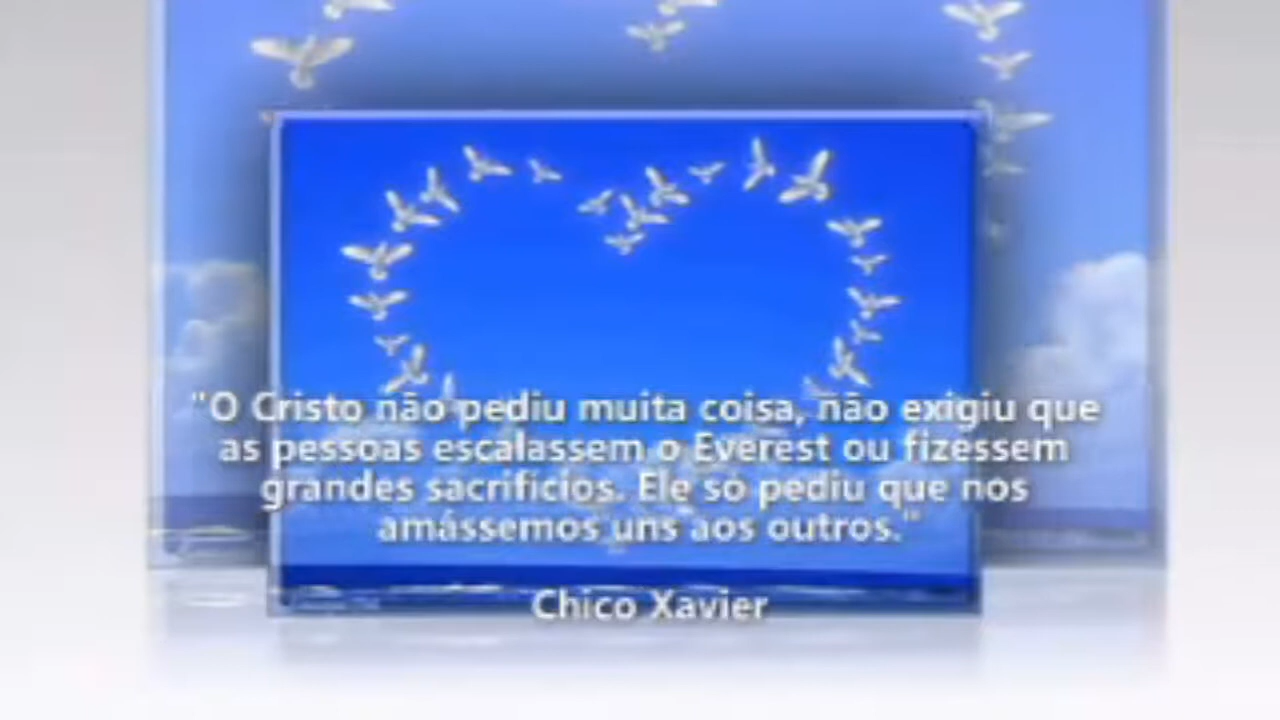 "O Cristo não pediu muita coisa, não exigiu que
as pessoas escalassem o Everest ou fizessem
grandes sacrifícios. Ele só pediu que nos
amássemos uns aos outros."
Chico Xavier